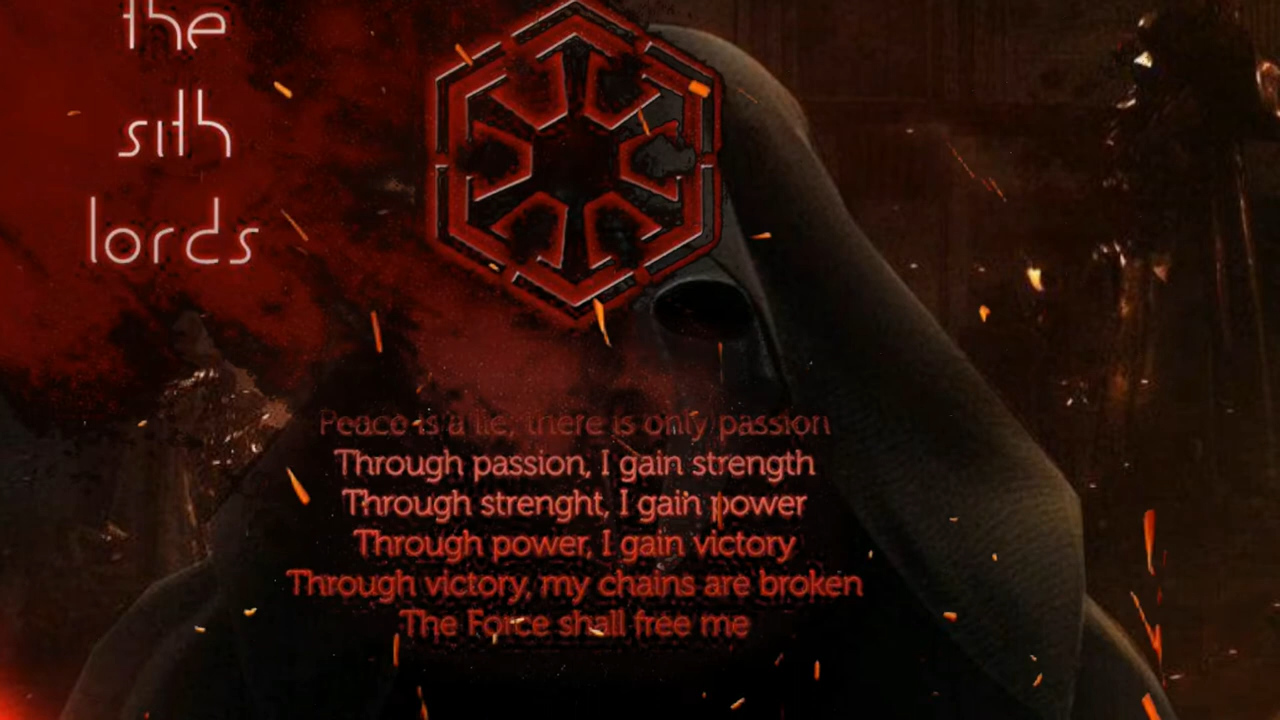 the
sith
lords
Peace is a lie, there is only passion
Through passion, I gain strength
Through strenght, I gain power
Through power, I gain victory
Through victory, my chains are broken
The Force shall free me